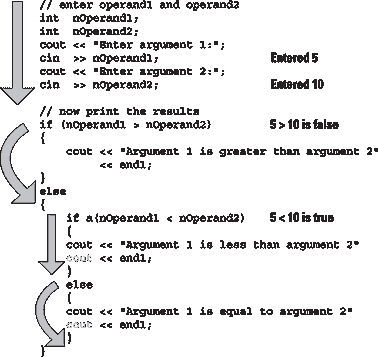 // enter operand1 and operand2
int nOperand1;
int nOperand2;
cout << "Enter argument 1:";
cin >> nOperand1; Entered 5
cout << "Enter argument 2:";
cin >> nOperand2; Entered 10
// now print the results
if (nOperand1 > nOperand2) 5 > 10 is false
{
cout << "Argument 1 is greater than argument 2"
<< endl;
}
else
{
if a(nOperand1 < nOperand2) 5 < 10 is true
{
cout << "Argument 1 is less than argument 2"
cout << endl;
}
else
{
cout << "Argument 1 is equal to argument 2"
cout << endl;
}
}